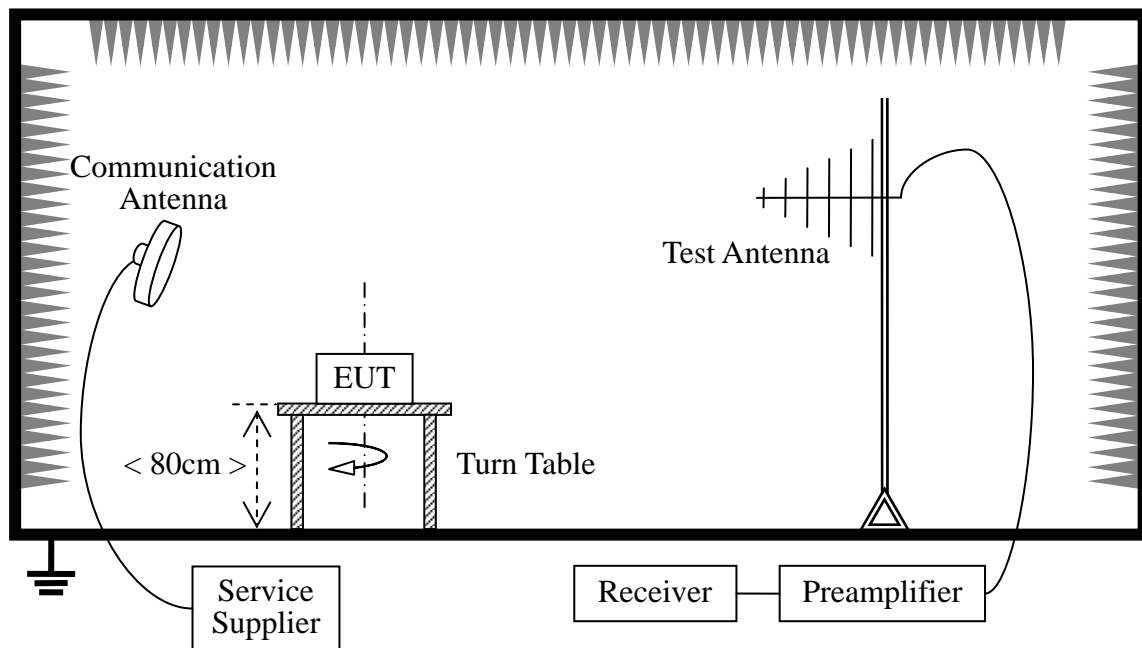 Communication
Antenna
Test Antenna
EUT
< 80cm >
Turn Table
Service
Supplier
Receiver
Preamplifier